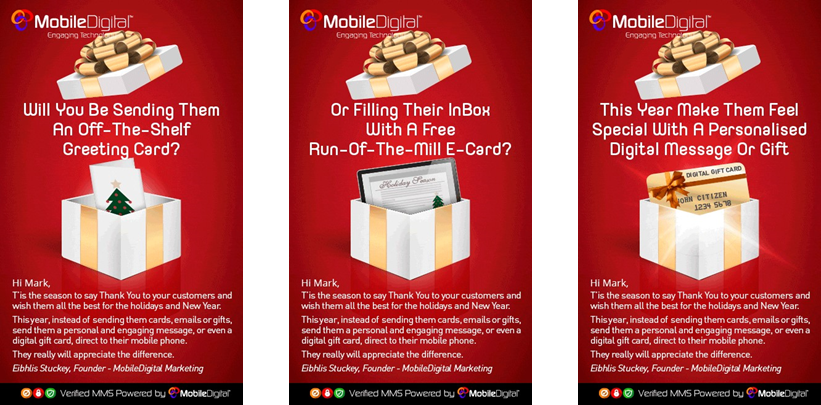 MobileDigital™
Engaging Technology
Will You Be Sending Them
An Off-The-Shelf
Greeting Card?
Hi Mark,
T'is the season to say Thank You to your customers and
wish them all the best for the holidays and New Year.
This year, instead of sending them cards, emails or gifts,
send them a personal and engaging message, or even a
digital gift card, direct to their mobile phone.
They really will appreciate the difference.
Eibhlis Stuckey, Founder - MobileDigital Marketing
Verified MMS Powered by MobileDigital™
MobileDigital™
Engaging Technology
Or Filling Their InBox
With A Free
Run-Of-The-Mill E-Card?
Holiday Season
Hi Mark,
T'is the season to say Thank You to your customers and
wish them all the best for the holidays and New Year.
This year, instead of sending them cards, emails or gifts,
send them a personal and engaging message, or even a
digital gift card, direct to their mobile phone.
They really will appreciate the difference.
Eibhlis Stuckey, Founder - MobileDigital Marketing
Verified MMS Powered by MobileDigital™
MobileDigital™
Engaging Technology
This Year Make Them Feel
Special With A Personalised
Digital Message Or Gift
DIGITAL GIFT CARD
JOHN CITIZEN
1234 5678
Hi Mark,
T'is the season to say Thank You to your customers and
wish them all the best for the holidays and New Year.
This year, instead of sending them cards, emails or gifts,
send them a personal and engaging message, or even a
digital gift card, direct to their mobile phone.
They really will appreciate the difference.
Eibhlis Stuckey, Founder - MobileDigital Marketing
Verified MMS Powered by MobileDigital™